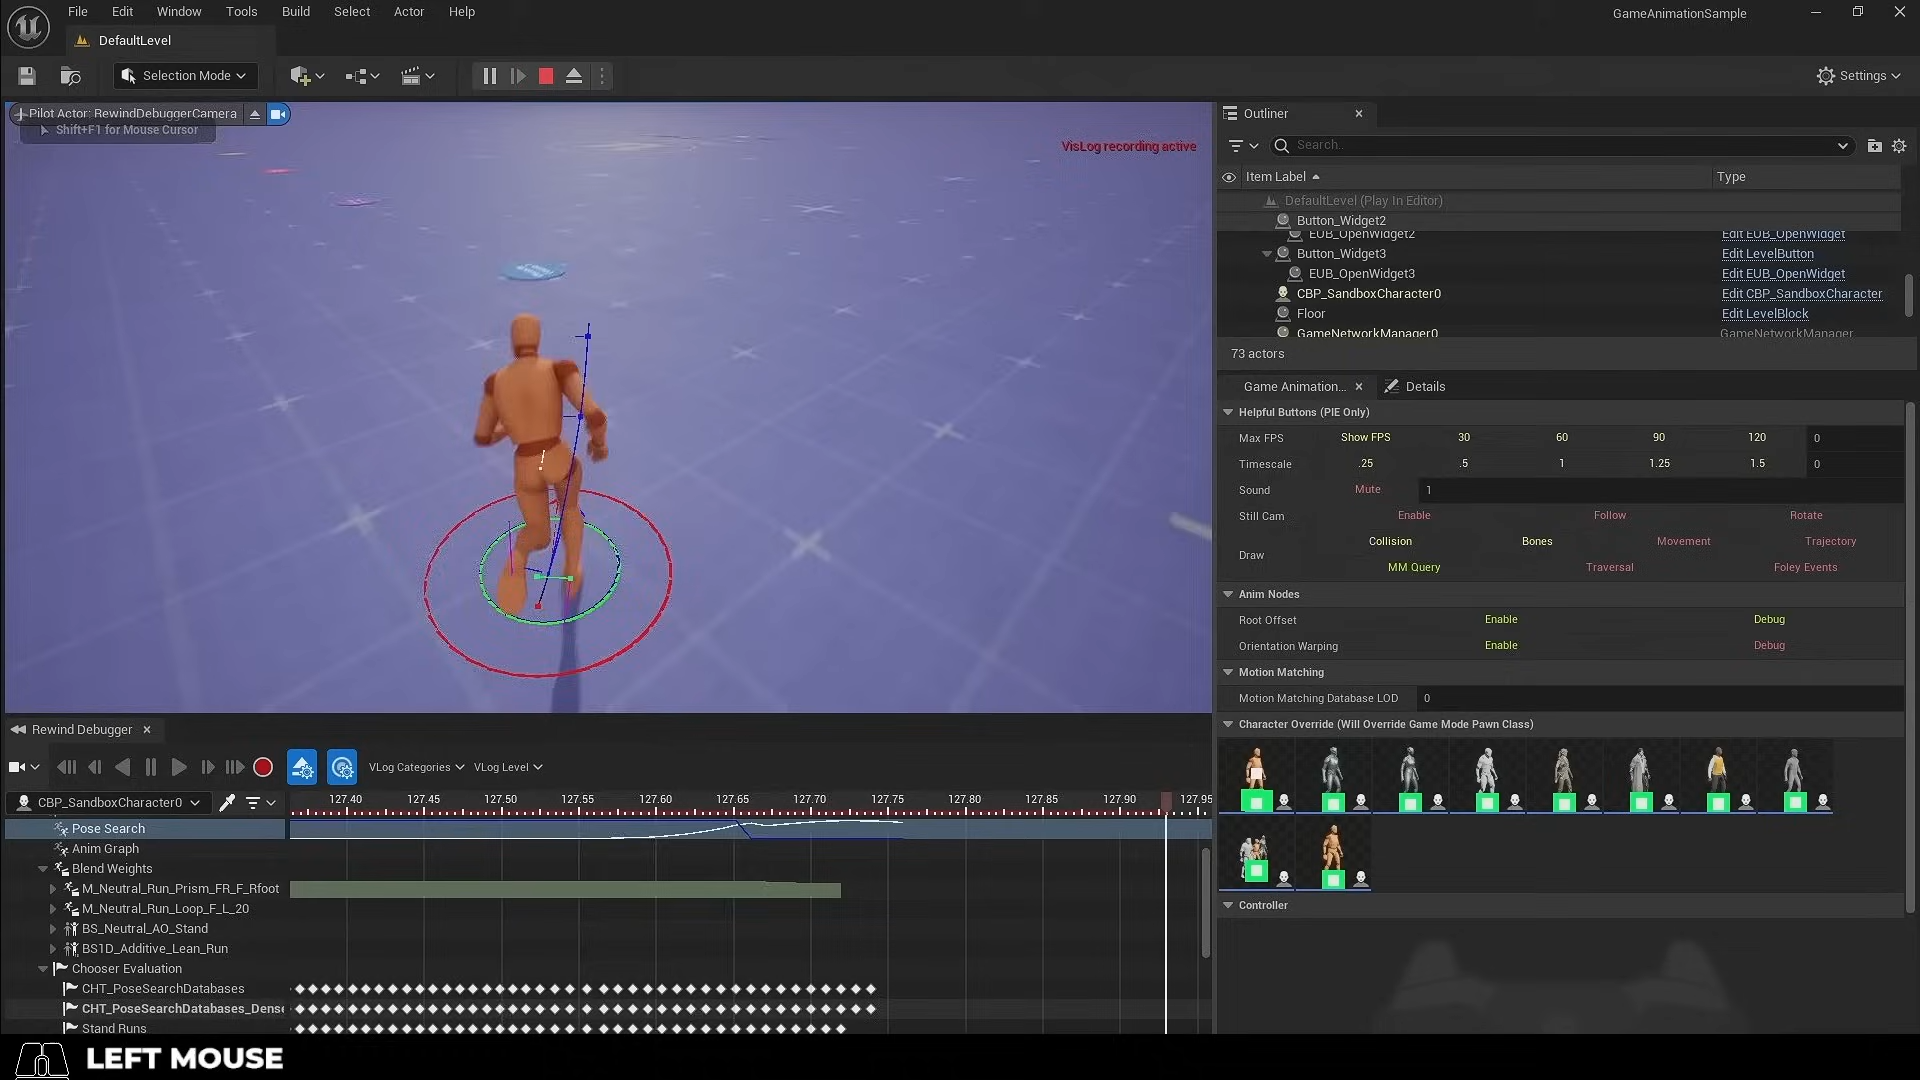 File Edit Window Tools Build Select Actor Help
GameAnimationSample
DefaultLevel
Selection Mode
Settings
Pilot Actor: RewindDebuggerCamera
Shift+F1 for Mouse Cursor
VisLog recording active
Outliner
Search..
Item Label Type
DefaultLevel (Play In Editor)
Button_Widget2
EUB_OpenWidget2 Edit EUB_OpenWidget
Button_Widget3 Edit LevelButton
EUB_OpenWidget3 Edit EUB_OpenWidget
CBP_SandboxCharacter0 Edit CBP_SandboxCharacter
Floor Edit LevelBlock
GameNetworkManager0 GameNetworkManager
73 actors
Game Animation... Details
Helpful Buttons (PIE Only)
Max FPS Show FPS 30 60 90 120 0
Timescale .25 .5 1 1.25 1.5 0
Sound Mute 1
Still Cam Enable Follow Rotate
Draw Collision Bones Movement Trajectory
MM Query Traversal Foley Events
Anim Nodes
Root Offset Enable Debug
Orientation Warping Enable Debug
Motion Matching
Motion Matching Database LOD 0
Character Override (Will Override Game Mode Pawn Class)
Controller
Rewind Debugger
VLog Categories VLog Level
CBP_SandboxCharacter0
127.40 127.45 127.50 127.55 127.60 127.65 127.70 127.75 127.80 127.85 127.90 127.95
Pose Search
Anim Graph
Blend Weights
M_Neutral_Run_Prism_FR_F_Rfoot
M_Neutral_Run_Loop_F_L_20
BS_Neutral_AO_Stand
BS1D_Additive_Lean_Run
Chooser Evaluation
CHT_PoseSearchDatabases
CHT_PoseSearchDatabases_Dense
Stand Runs
LEFT MOUSE